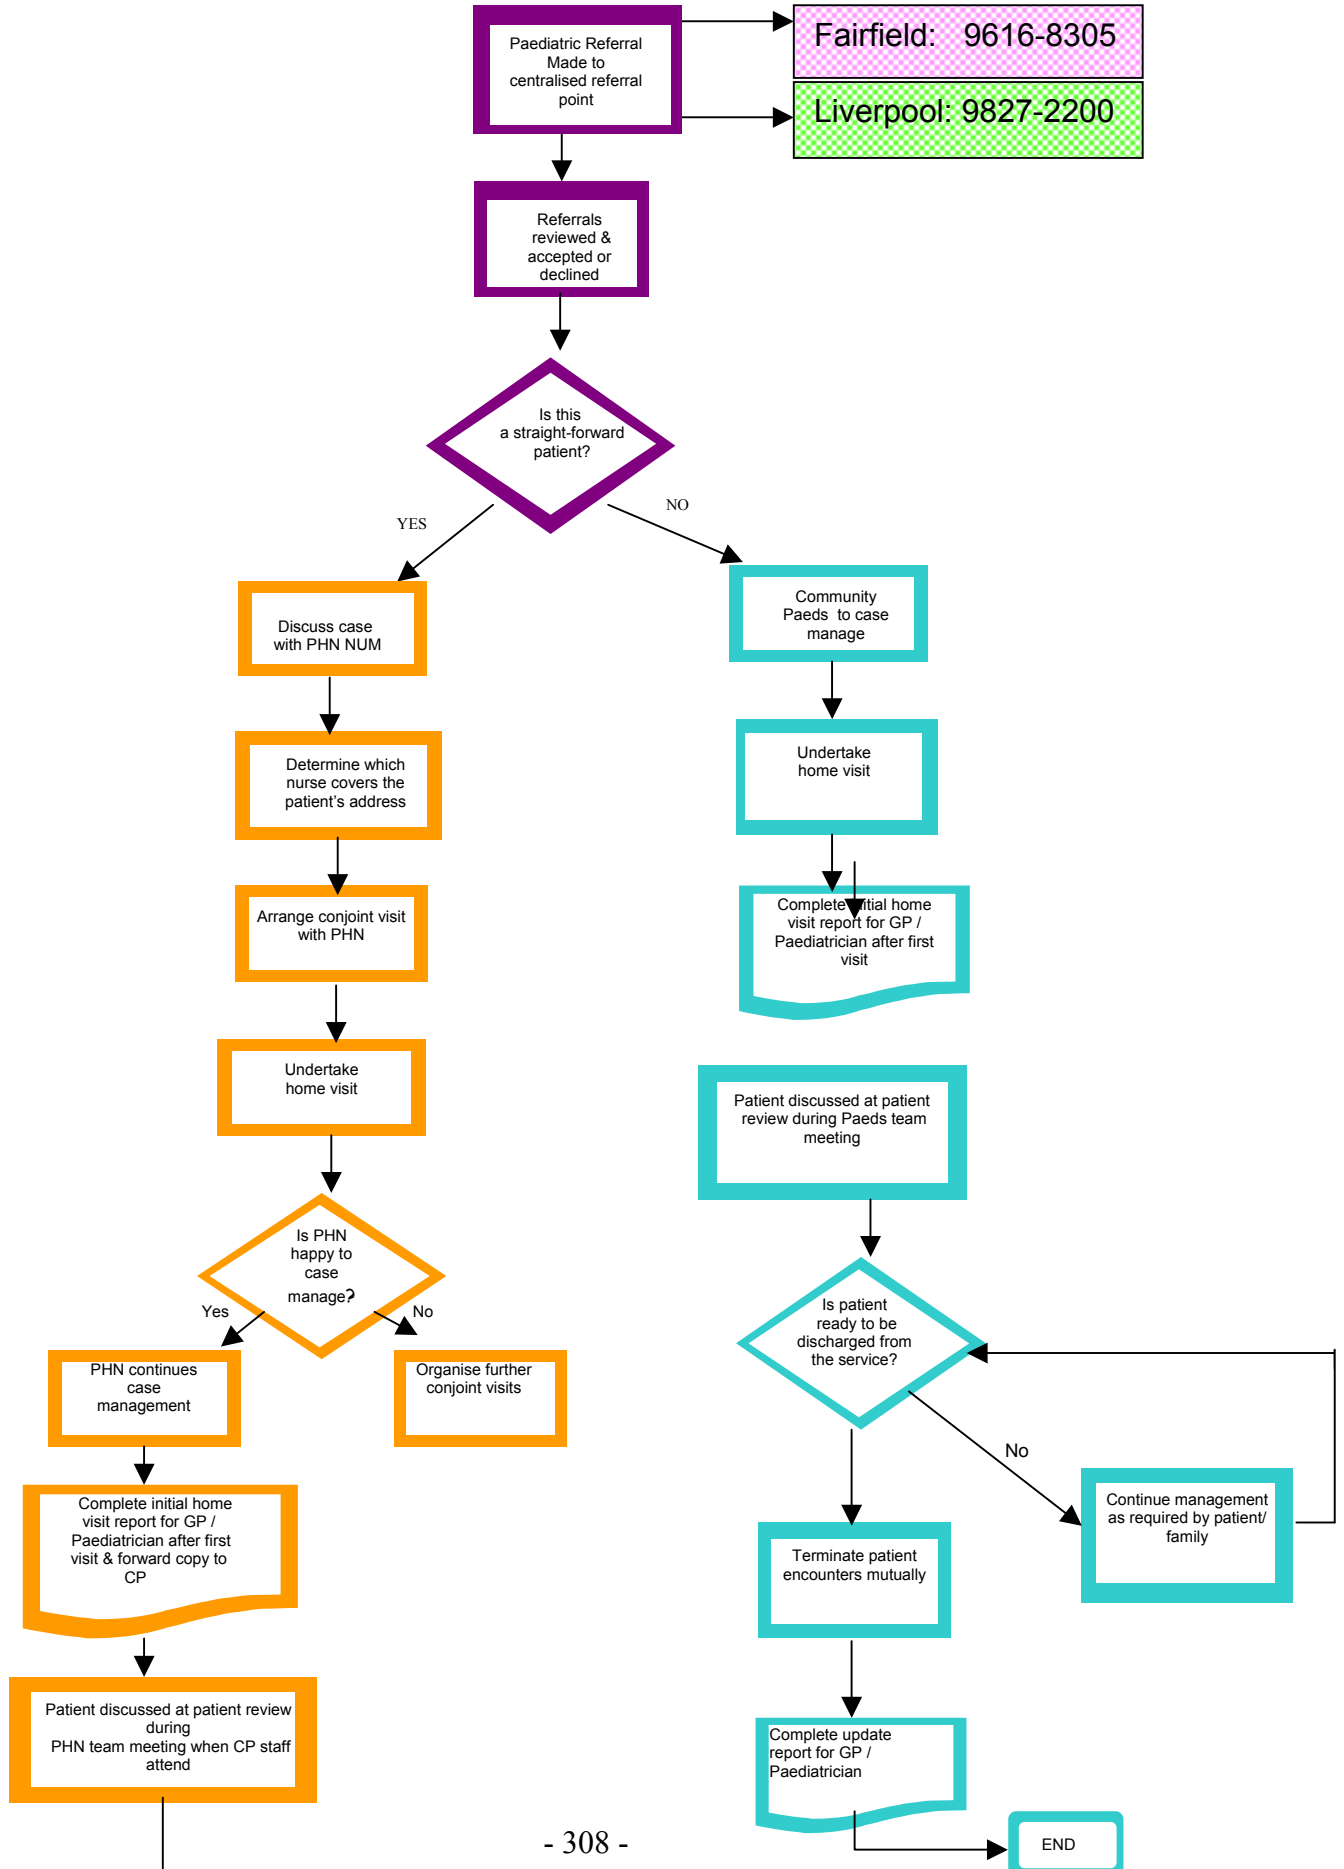 Paediatric Referral
Made to
centralised referral
point
Fairfield: 9616-8305
Liverpool: 9827-2200
Referrals
reviewed &
accepted or
declined
Is this
a straight-forward
patient?
YES
NO
Discuss case
with PHN NUM
Determine which
nurse covers the
patient's address
Arrange conjoint visit
with PHN
Undertake
home visit
Is PHN
happy to
case
manage?
Yes
No
PHN continues
case
management
Organise further
conjoint visits
Complete initial home
visit report for GP /
Paediatrician after first
visit & forward copy to
CP
Patient discussed at patient review
during
PHN team meeting when CP staff
attend
Community
Paeds to case
manage
Undertake
home visit
Complete initial home
visit report for GP /
Paediatrician after first
visit
Patient discussed at patient
review during Paeds team
meeting
Is patient
ready to be
discharged from
the service?
No
Continue management
as required by patient/
family
Terminate patient
encounters mutually
Complete update
report for GP /
Paediatrician
END
- 308 -